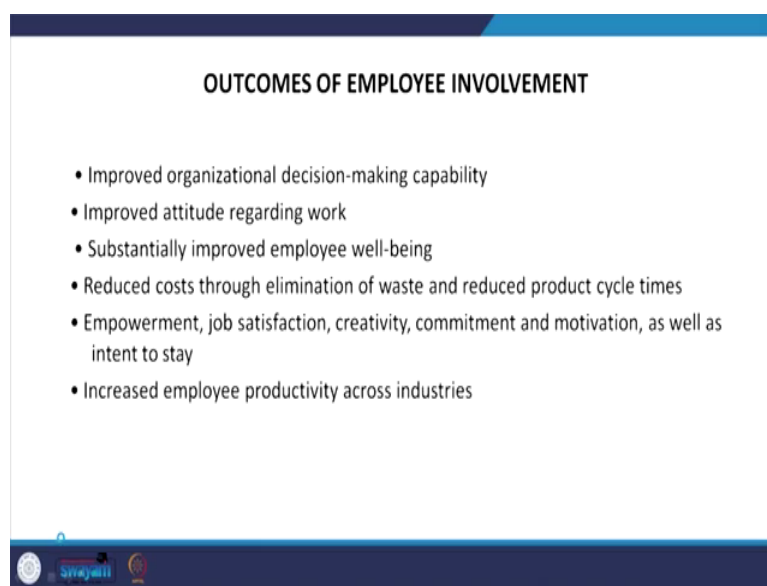 OUTCOMES OF EMPLOYEE INVOLVEMENT
• Improved organizational decision-making capability
• Improved attitude regarding work
• Substantially improved employee well-being
• Reduced costs through elimination of waste and reduced product cycle times
• Empowerment, job satisfaction, creativity, commitment and motivation, as well as
intent to stay
• Increased employee productivity across industries
swayam